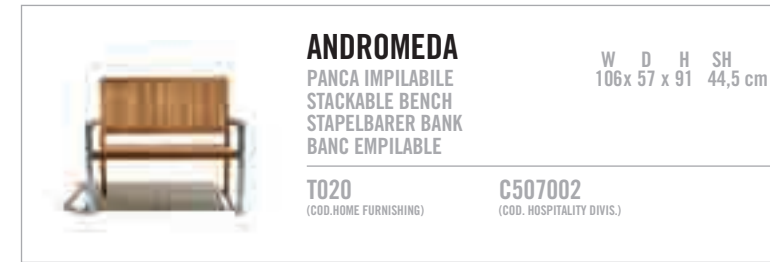 ANDROMEDA
PANCA IMPILABILE
STACKABLE BENCH
STAPELBARER BANK
BANC EMPILABLE
W D H SH
106x 57 x 91 44,5 cm
T020
(COD.HOME FURNISHING)
C507002
(COD. HOSPITALITY DIVIS.)